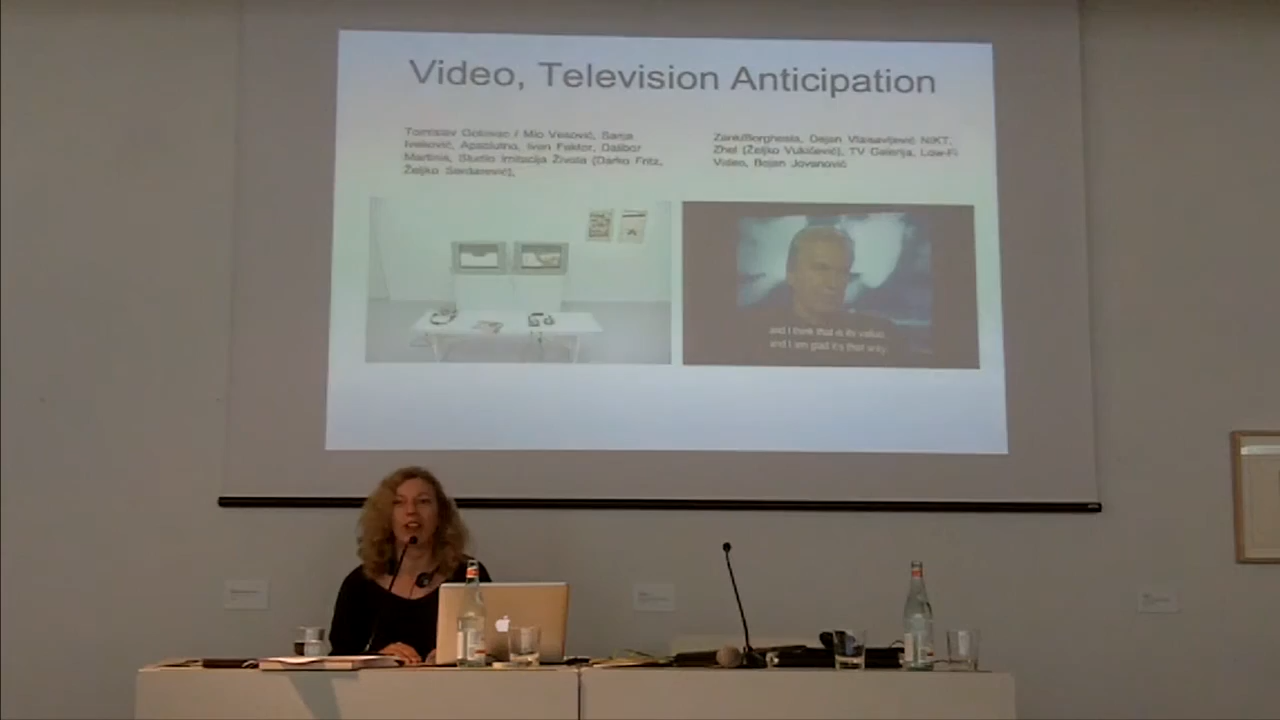 Video, Television Anticipation
Tomislav Gotovac / Mio Vesović, Sanja
Iveković, Apsolutno, Ivan Faktor, Dalibor
Martinis, (Studio Imitacija Života (Darko Fritz,
Željko Serdarević),
Zank/Borghesia, Dejan Vlaisavljević NIKT,
Zhel (Željko Vukičević), TV Galerija, Low-Fi
Video, Bojan Jovanović
and I think that is its value.
and I am glad it's that way.